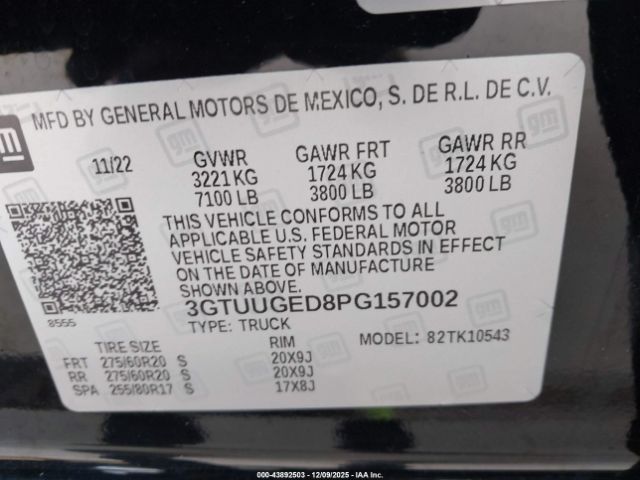 gm
MFD BY GENERAL MOTORS DE MEXICO, S. DE R.L. DE C.V.
11/22 GVWR GAWR FRT GAWR RR
3221 KG 1724 KG 1724 KG
7100 LB 3800 LB 3800 LB
THIS VEHICLE CONFORMS TO ALL
APPLICABLE U.S. FEDERAL MOTOR
VEHICLE SAFETY STANDARDS IN EFFECT
ON THE DATE OF MANUFACTURE
SHOWN ABOVE.
8555
3GTUUGED8PG157002
TYPE: TRUCK MODEL: 82TK10543
TIRE SIZE RIM
FRT 275/60R20 S 20X9J
RR 275/60R20 S 20X9J
SPA 255/80R17 S 17X8J
000-43892503 - 12/09/2025 - IAA Inc.